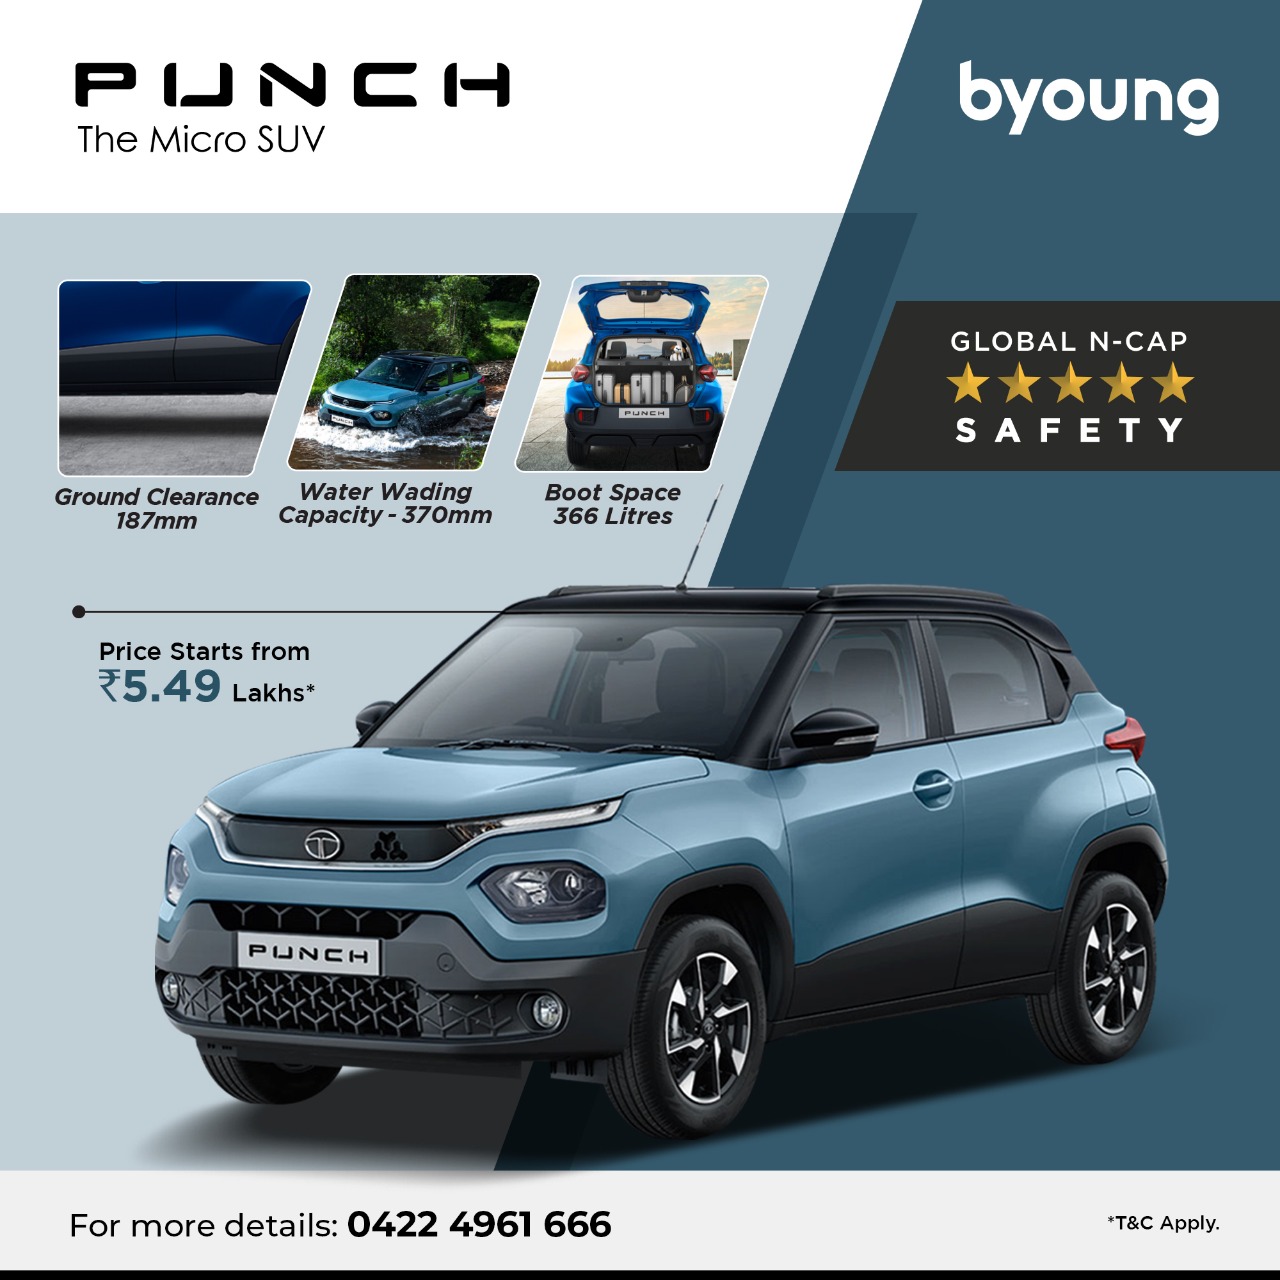 PUNCH
The Micro SUV
byoung
GLOBAL N-CAP
SAFETY
PUNCH
Ground Clearance
187mm
Water Wading
Capacity - 370mm
Boot Space
366 Litres
Price Starts from
₹5.49 Lakhs*
PUNCH
For more details: 0422 4961 666
*T&C Apply.